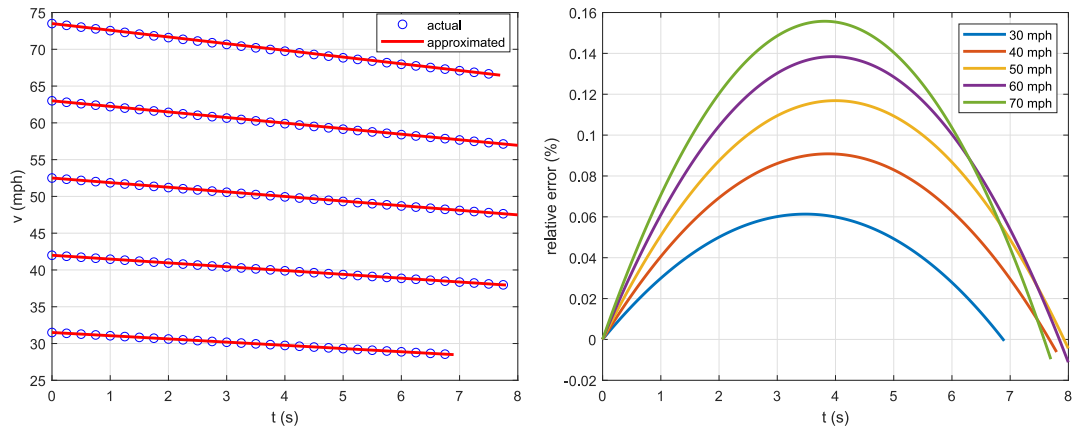 75
70
65
60
55
50
45
40
35
30
25
v (mph)
0 1 2 3 4 5 6 7 8
t (s)
actual
approximated
0.16
0.14
0.12
0.1
0.08
0.06
0.04
0.02
0
-0.02
relative error (%)
0 1 2 3 4 5 6 7 8
t (s)
30 mph
40 mph
50 mph
60 mph
70 mph